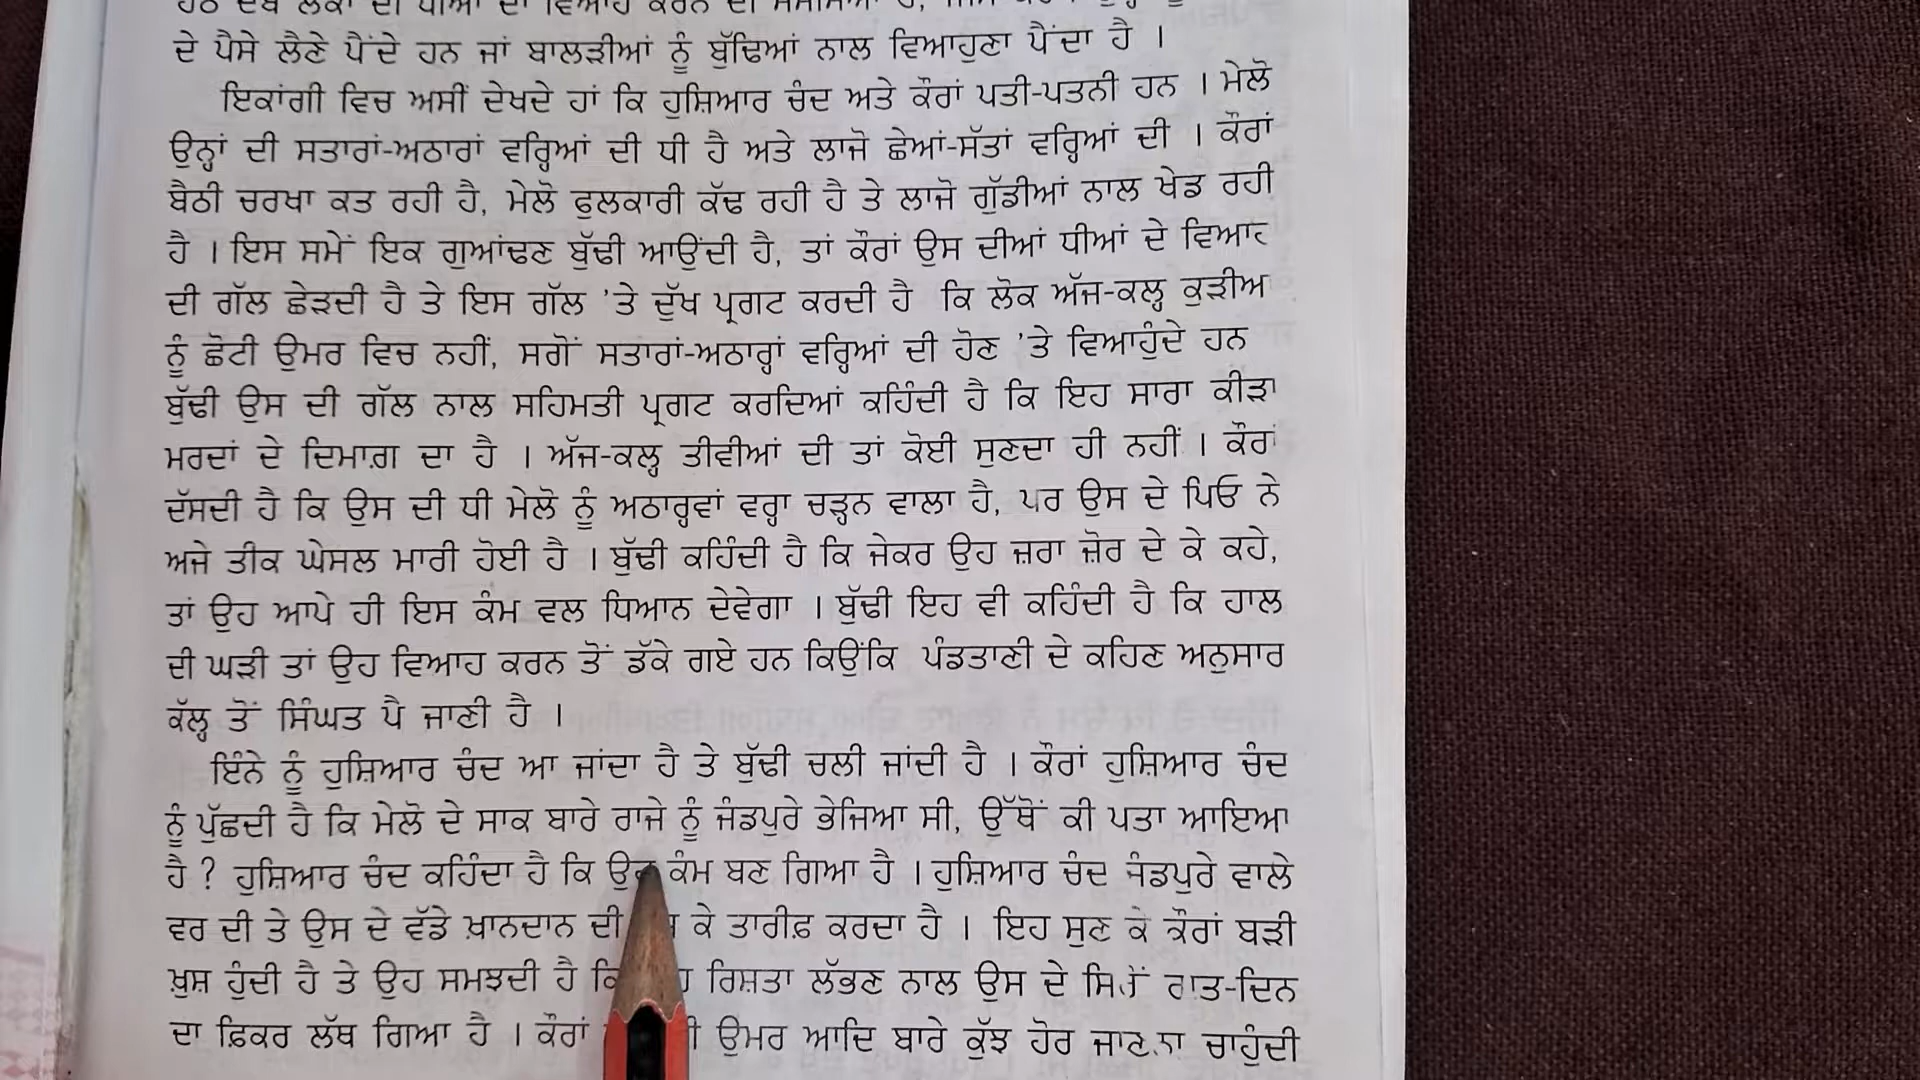 ਦੇ ਪੈਸੇ ਲੈਣੇ ਪੈਂਦੇ ਹਨ ਜਾਂ ਬਾਲੜੀਆਂ ਨੂੰ ਬੁੱਢਿਆਂ ਨਾਲ ਵਿਆਹੁਣਾ ਪੈਂਦਾ ਹੈ ।
ਇਕਾਂਗੀ ਵਿਚ ਅਸੀਂ ਦੇਖਦੇ ਹਾਂ ਕਿ ਹੁਸ਼ਿਆਰ ਚੰਦ ਅਤੇ ਕੌਰਾਂ ਪਤੀ-ਪਤਨੀ ਹਨ । ਮੇਲੋ
ਉਨ੍ਹਾਂ ਦੀ ਸਤਾਰਾਂ-ਅਠਾਰਾਂ ਵਰ੍ਹਿਆਂ ਦੀ ਧੀ ਹੈ ਅਤੇ ਲਾਜੋ ਛੇਆਂ-ਸੱਤਾਂ ਵਰ੍ਹਿਆਂ ਦੀ । ਕੌਰਾਂ
ਬੈਠੀ ਚਰਖਾ ਕਤ ਰਹੀ ਹੈ, ਮੇਲੋ ਫੁਲਕਾਰੀ ਕੱਢ ਰਹੀ ਹੈ ਤੇ ਲਾਜੋ ਗੁੱਡੀਆਂ ਨਾਲ ਖੇਡ ਰਹੀ
ਹੈ । ਇਸ ਸਮੇਂ ਇਕ ਗੁਆਂਢਣ ਬੁੱਢੀ ਆਉਂਦੀ ਹੈ, ਤਾਂ ਕੌਰਾਂ ਉਸ ਦੀਆਂ ਧੀਆਂ ਦੇ
ਦੀ ਗੱਲ ਛੇੜਦੀ ਹੈ ਤੇ ਇਸ ਗੱਲ ’ਤੇ ਦੁੱਖ ਪ੍ਰਗਟ ਕਰਦੀ ਹੈ ਕਿ ਲੋਕ ਅੱਜ-ਕਲ੍ਹ
ਨੂੰ ਛੋਟੀ ਉਮਰ ਵਿਚ ਨਹੀਂ, ਸਗੋਂ ਸਤਾਰਾਂ-ਅਠਾਰ੍ਹਾਂ ਵਰ੍ਹਿਆਂ ਦੀ ਹੋਣ ’ਤੇ ਵਿਆਹੁੰਦੇ ਹਨ
ਬੁੱਢੀ ਉਸ ਦੀ ਗੱਲ ਨਾਲ ਸਹਿਮਤੀ ਪ੍ਰਗਟ ਕਰਦਿਆਂ ਕਹਿੰਦੀ ਹੈ ਕਿ ਇਹ ਸਾਰਾ ਕੀੜਾ
ਮਰਦਾਂ ਦੇ ਦਿਮਾਗ਼ ਦਾ ਹੈ । ਅੱਜ-ਕਲ੍ਹ ਤੀਵੀਆਂ ਦੀ ਤਾਂ ਕੋਈ ਸੁਣਦਾ ਹੀ ਨਹੀਂ । ਕੌਰਾਂ
ਦੱਸਦੀ ਹੈ ਕਿ ਉਸ ਦੀ ਧੀ ਮੇਲੋ ਨੂੰ ਅਠਾਰ੍ਹਵਾਂ ਵਰ੍ਹਾ ਚੜ੍ਹਨ ਵਾਲਾ ਹੈ, ਪਰ ਉਸ ਦੇ ਪਿਓ ਨੇ
ਅਜੇ ਤੀਕ ਘੇਸਲ ਮਾਰੀ ਹੋਈ ਹੈ । ਬੁੱਢੀ ਕਹਿੰਦੀ ਹੈ ਕਿ ਜੇਕਰ ਉਹ ਜ਼ਰਾ ਜ਼ੋਰ ਦੇ ਕੇ ਕਹੇ,
ਤਾਂ ਉਹ ਆਪੇ ਹੀ ਇਸ ਕੰਮ ਵਲ ਧਿਆਨ ਦੇਵੇਗਾ । ਬੁੱਢੀ ਇਹ ਵੀ ਕਹਿੰਦੀ ਹੈ ਕਿ ਹਾਲ
ਦੀ ਘੜੀ ਤਾਂ ਉਹ ਵਿਆਹ ਕਰਨ ਤੋਂ ਡੱਕੇ ਗਏ ਹਨ ਕਿਉਂਕਿ ਪੰਡਤਾਣੀ ਦੇ ਕਹਿਣ ਅਨੁਸਾਰ
ਕੱਲ੍ਹ ਤੋਂ ਸਿੰਘਤ ਪੈ ਜਾਣੀ ਹੈ ।
ਇੰਨੇ ਨੂੰ ਹੁਸ਼ਿਆਰ ਚੰਦ ਆ ਜਾਂਦਾ ਹੈ ਤੇ ਬੁੱਢੀ ਚਲੀ ਜਾਂਦੀ ਹੈ । ਕੌਰਾਂ ਹੁਸ਼ਿਆਰ ਚੰਦ
ਨੂੰ ਪੁੱਛਦੀ ਹੈ ਕਿ ਮੇਲੋ ਦੇ ਸਾਕ ਬਾਰੇ ਰਾਜੇ ਨੂੰ ਜੰਡਪੁਰੇ ਭੇਜਿਆ ਸੀ, ਉੱਥੋਂ ਕੀ ਪਤਾ ਆਇਆ
ਹੈ ? ਹੁਸ਼ਿਆਰ ਚੰਦ ਕਹਿੰਦਾ ਹੈ ਕਿ ਕੰਮ ਬਣ ਗਿਆ ਹੈ । ਹੁਸ਼ਿਆਰ ਚੰਦ ਜੰਡਪੁਰੇ ਵਾਲੇ
ਵਰ ਦੀ ਤੇ ਉਸ ਦੇ ਵੱਡੇ ਖ਼ਾਨਦਾਨ ਦੀ ਕੇ ਤਾਰੀਫ਼ ਕਰਦਾ ਹੈ । ਇਹ ਸੁਣ ਕੇ ਕੌਰਾਂ ਬੜੀ
ਖ਼ੁਸ਼ ਹੁੰਦੀ ਹੈ ਤੇ ਉਹ ਸਮਝਦੀ ਹੈ ਕਿ ਰਿਸ਼ਤਾ ਲੱਭਣ ਨਾਲ ਉਸ ਦੇ ਰਾਤ-ਦਿਨ
ਦਾ ਫ਼ਿਕਰ ਲੱਥ ਗਿਆ ਹੈ । ਕੌਰਾਂ ਉਮਰ ਆਦਿ ਬਾਰੇ ਕੁੱਝ ਹੋਰ ਜਾਣਨਾ ਚਾਹੁੰਦੀ